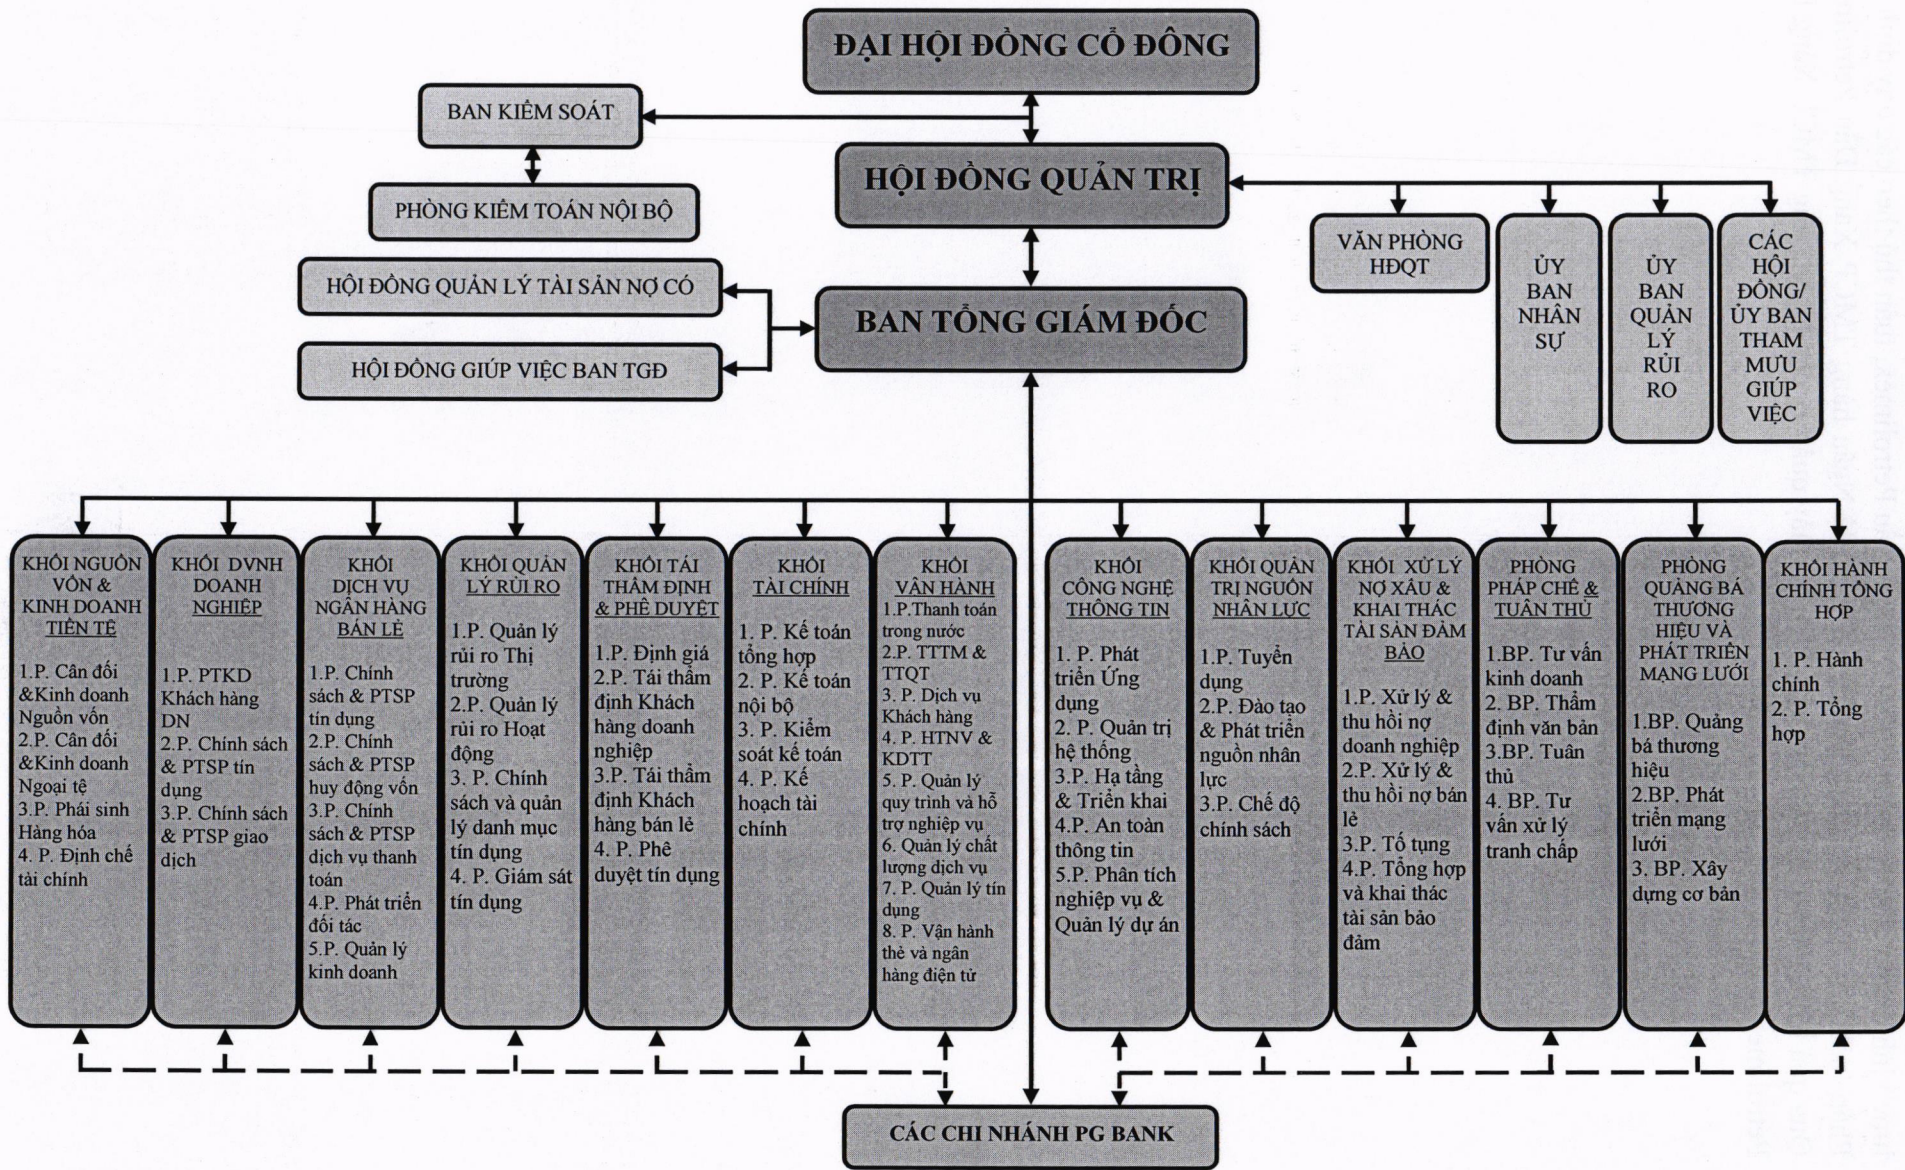 ĐẠI HỘI ĐỒNG CỔ ĐÔNG
BAN KIỂM SOÁT
HỘI ĐỒNG QUẢN TRỊ
PHÒNG KIỂM TOÁN NỘI BỘ
VĂN PHÒNG
HĐQT
ỦY
BAN
NHÂN
SỰ
ỦY
BAN
QUẢN
LÝ
RỦI
RO
CÁC
HỘI
ĐỒNG/
ỦY BAN
THAM
MƯU
GIÚP
VIỆC
HỘI ĐỒNG QUẢN LÝ TÀI SẢN NỢ CÓ
BAN TỔNG GIÁM ĐỐC
HỘI ĐỒNG GIÚP VIỆC BAN TGĐ
KHỐI NGUỒN
VỐN &
KINH DOANH
TIỀN TỆ
1.P. Cân đối
&Kinh doanh
Nguồn vốn
2.P. Cân đối
&Kinh doanh
Ngoại tệ
3.P. Phái sinh
Hàng hóa
4. P. Định chế
tài chính
KHỐI DVNH
DOANH
NGHIỆP
1.P. PTKD
Khách hàng
DN
2.P. Chính sách
& PTSP tín
dụng
3.P. Chính sách
& PTSP giao
dịch
KHỐI
DỊCH VỤ
NGÂN HÀNG
BÁN LẺ
1.P. Chính
sách & PTSP
tín dụng
2.P. Chính
sách & PTSP
huy động vốn
3.P. Chính
sách & PTSP
dịch vụ thanh
toán
4.P. Phát triển
đối tác
5.P. Quản lý
kinh doanh
KHỐI QUẢN
LÝ RỦI RO
1.P. Quản lý
rủi ro Thị
trường
2.P. Quản lý
rủi ro Hoạt
động
3. P. Chính
sách và quản
lý danh mục
tín dụng
4. P. Giám sát
tín dụng
KHỐI TÁI
THẨM ĐỊNH
& PHÊ DUYỆT
1.P. Định giá
2.P. Tái thẩm
định Khách
hàng doanh
nghiệp
3.P. Tái thẩm
định Khách
hàng bán lẻ
4. P. Phê
duyệt tín dụng
KHỐI
TÀI CHÍNH
1. P. Kế toán
tổng hợp
2. P. Kế toán
nội bộ
3. P. Kiểm
soát kế toán
4. P. Kế
hoạch tài
chính
KHỐI
VẬN HÀNH
1.P.Thanh toán
trong nước
2.P. TTTM &
TTQT
3. P. Dịch vụ
Khách hàng
4. P. HTNV &
KDTT
5. P. Quản lý
quy trình và hỗ
trợ nghiệp vụ
6. Quản lý chất
lượng dịch vụ
7. P. Quản lý tín
dụng
8. P. Vận hành
thẻ và ngân
hàng điện tử
KHỐI
CÔNG NGHỆ
THÔNG TIN
1. P. Phát
triển Ứng
dụng
2. P. Quản trị
hệ thống
3.P. Hạ tầng
& Triển khai
4.P. An toàn
thông tin
5.P. Phân tích
nghiệp vụ &
Quản lý dự án
KHỐI QUẢN
TRỊ NGUỒN
NHÂN LỰC
1.P. Tuyển
dụng
2.P. Đào tạo
& Phát triển
nguồn nhân
lực
3.P. Chế độ
chính sách
KHỐI XỬ LÝ
NỢ XẤU &
KHAI THÁC
TÀI SẢN ĐẢM
BẢO
1.P. Xử lý &
thu hồi nợ
doanh nghiệp
2.P. Xử lý &
thu hồi nợ bán
lẻ
3.P. Tố tụng
4.P. Tổng hợp
và khai thác
tài sản bảo
đảm
PHÒNG
PHÁP CHẾ &
TUÂN THỦ
1.BP. Tư vấn
kinh doanh
2. BP. Thẩm
định văn bản
3.BP. Tuân
thủ
4. BP. Tư
vấn xử lý
tranh chấp
PHÒNG
QUẢNG BÁ
THƯƠNG
HIỆU VÀ
PHÁT TRIỂN
MẠNG LƯỚI
1.BP. Quảng
bá thương
hiệu
2.BP. Phát
triển mạng
lưới
3. BP. Xây
dựng cơ bản
KHỐI HÀNH
CHÍNH TỔNG
HỢP
1. P. Hành
chính
2. P. Tổng
hợp
CÁC CHI NHÁNH PG BANK